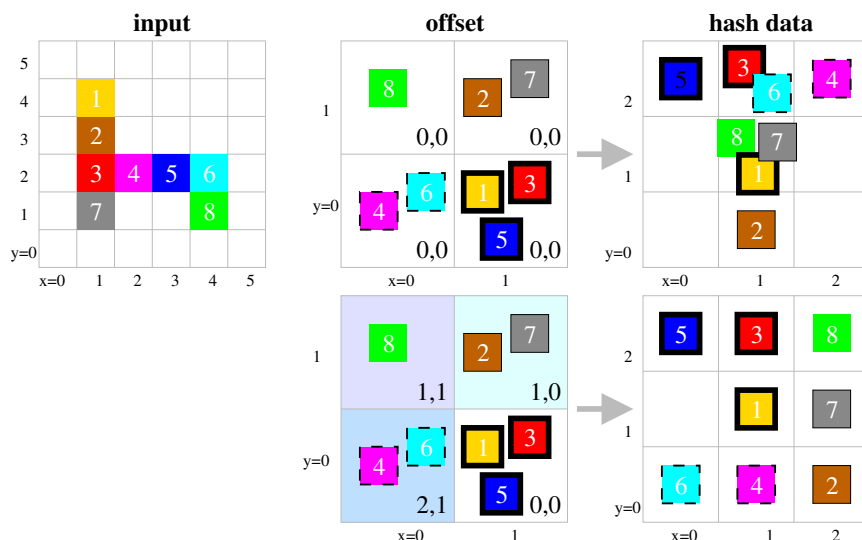 input offset hash data
5
4 1
3 2
2 3 4 5 6
1 7 8
y=0
x=0 1 2 3 4 5
8 2 7
1
0,0 0,0
y=0 4 6 1 3
5
0,0 0,0
x=0 1
5 3 6 4
2
8 7
1
1
2
y=0
x=0 1 2
8 2 7
1
1,1 1,0
y=0 4 6 1 3
5
2,1 0,0
x=0 1
5 3 8
2
1 7
1
6 4 2
y=0
x=0 1 2